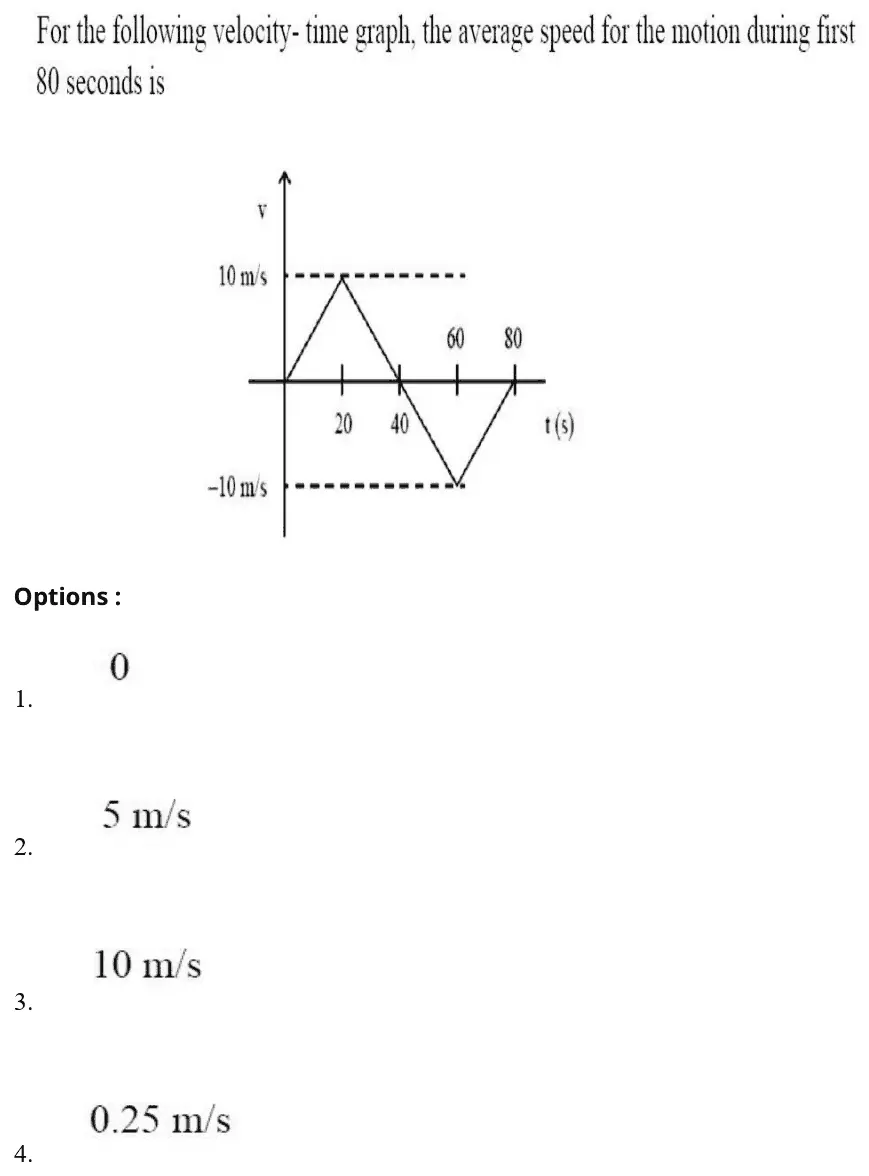 For the following velocity- time graph, the average speed for the motion during first
80 seconds is
v
10 m/s
60 80
20 40
t (s)
–10 m/s
Options :
0
1.
5 m/s
2.
10 m/s
3.
0.25 m/s
4.